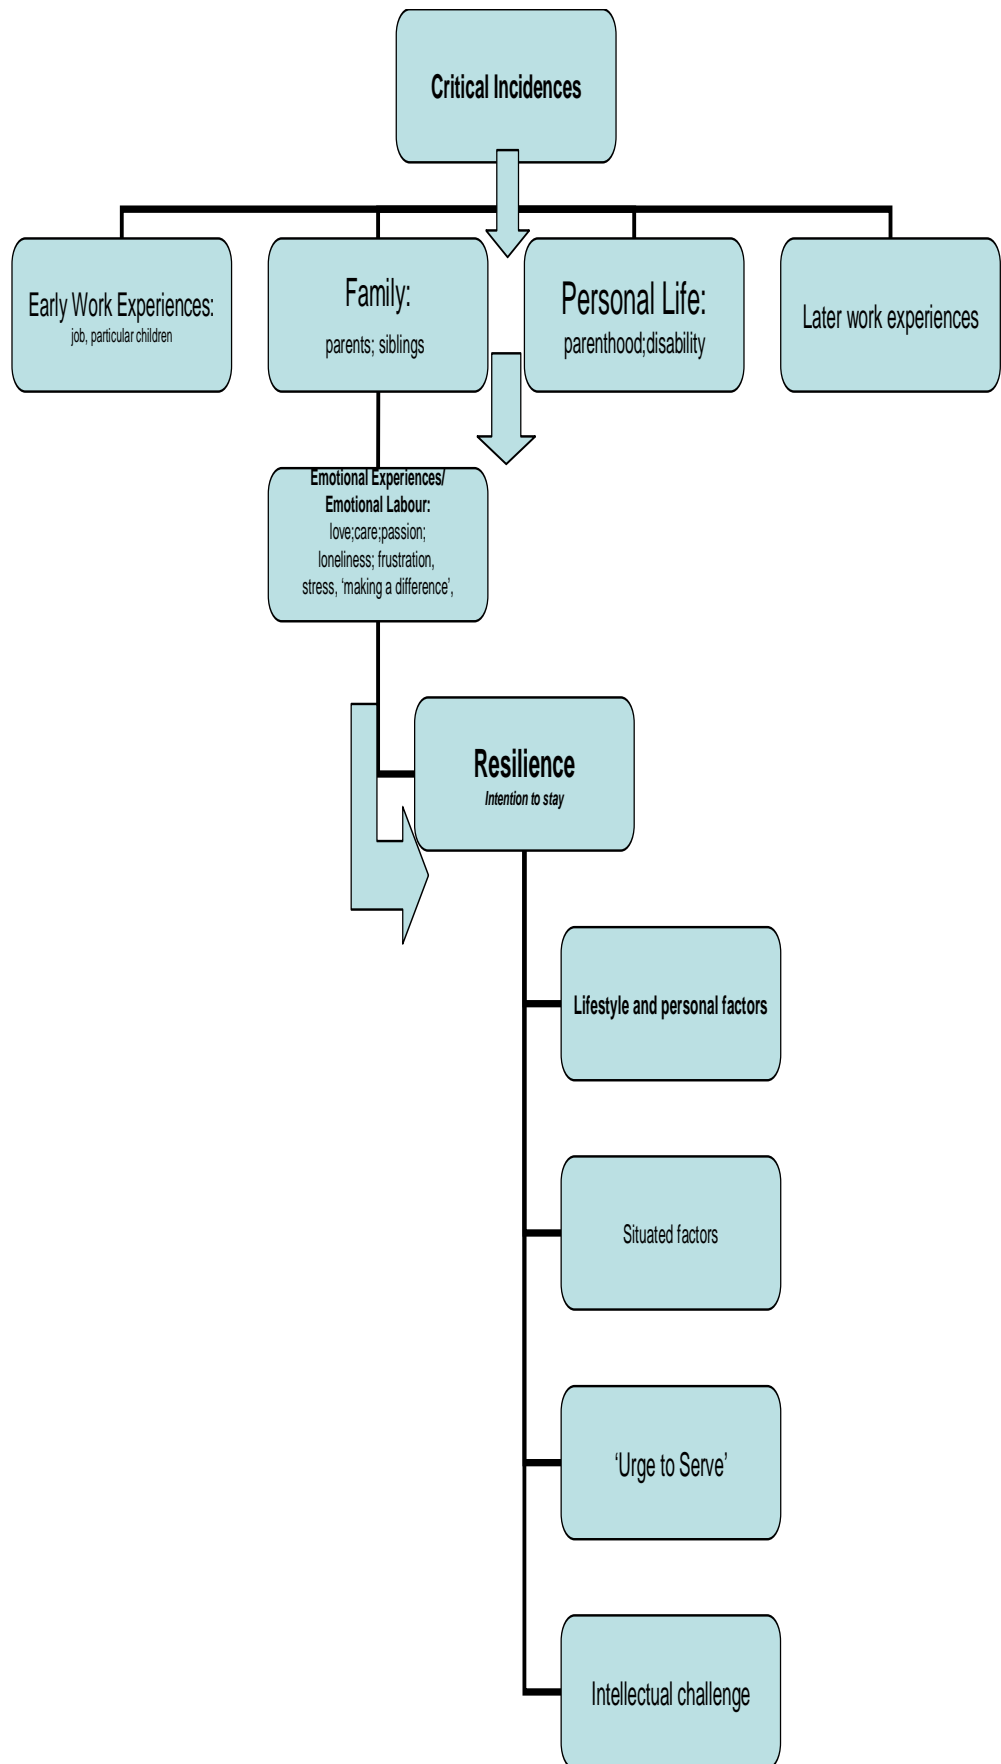 Critical Incidences
Early Work Experiences:
job, particular children
Family:
parents; siblings
Personal Life:
parenthood;disability
Later work experiences
Emotional Experiences/
Emotional Labour:
love;care;passion;
loneliness; frustration,
stress, ‘making a difference’,
Resilience
Intention to stay
Lifestyle and personal factors
Situated factors
‘Urge to Serve’
Intellectual challenge